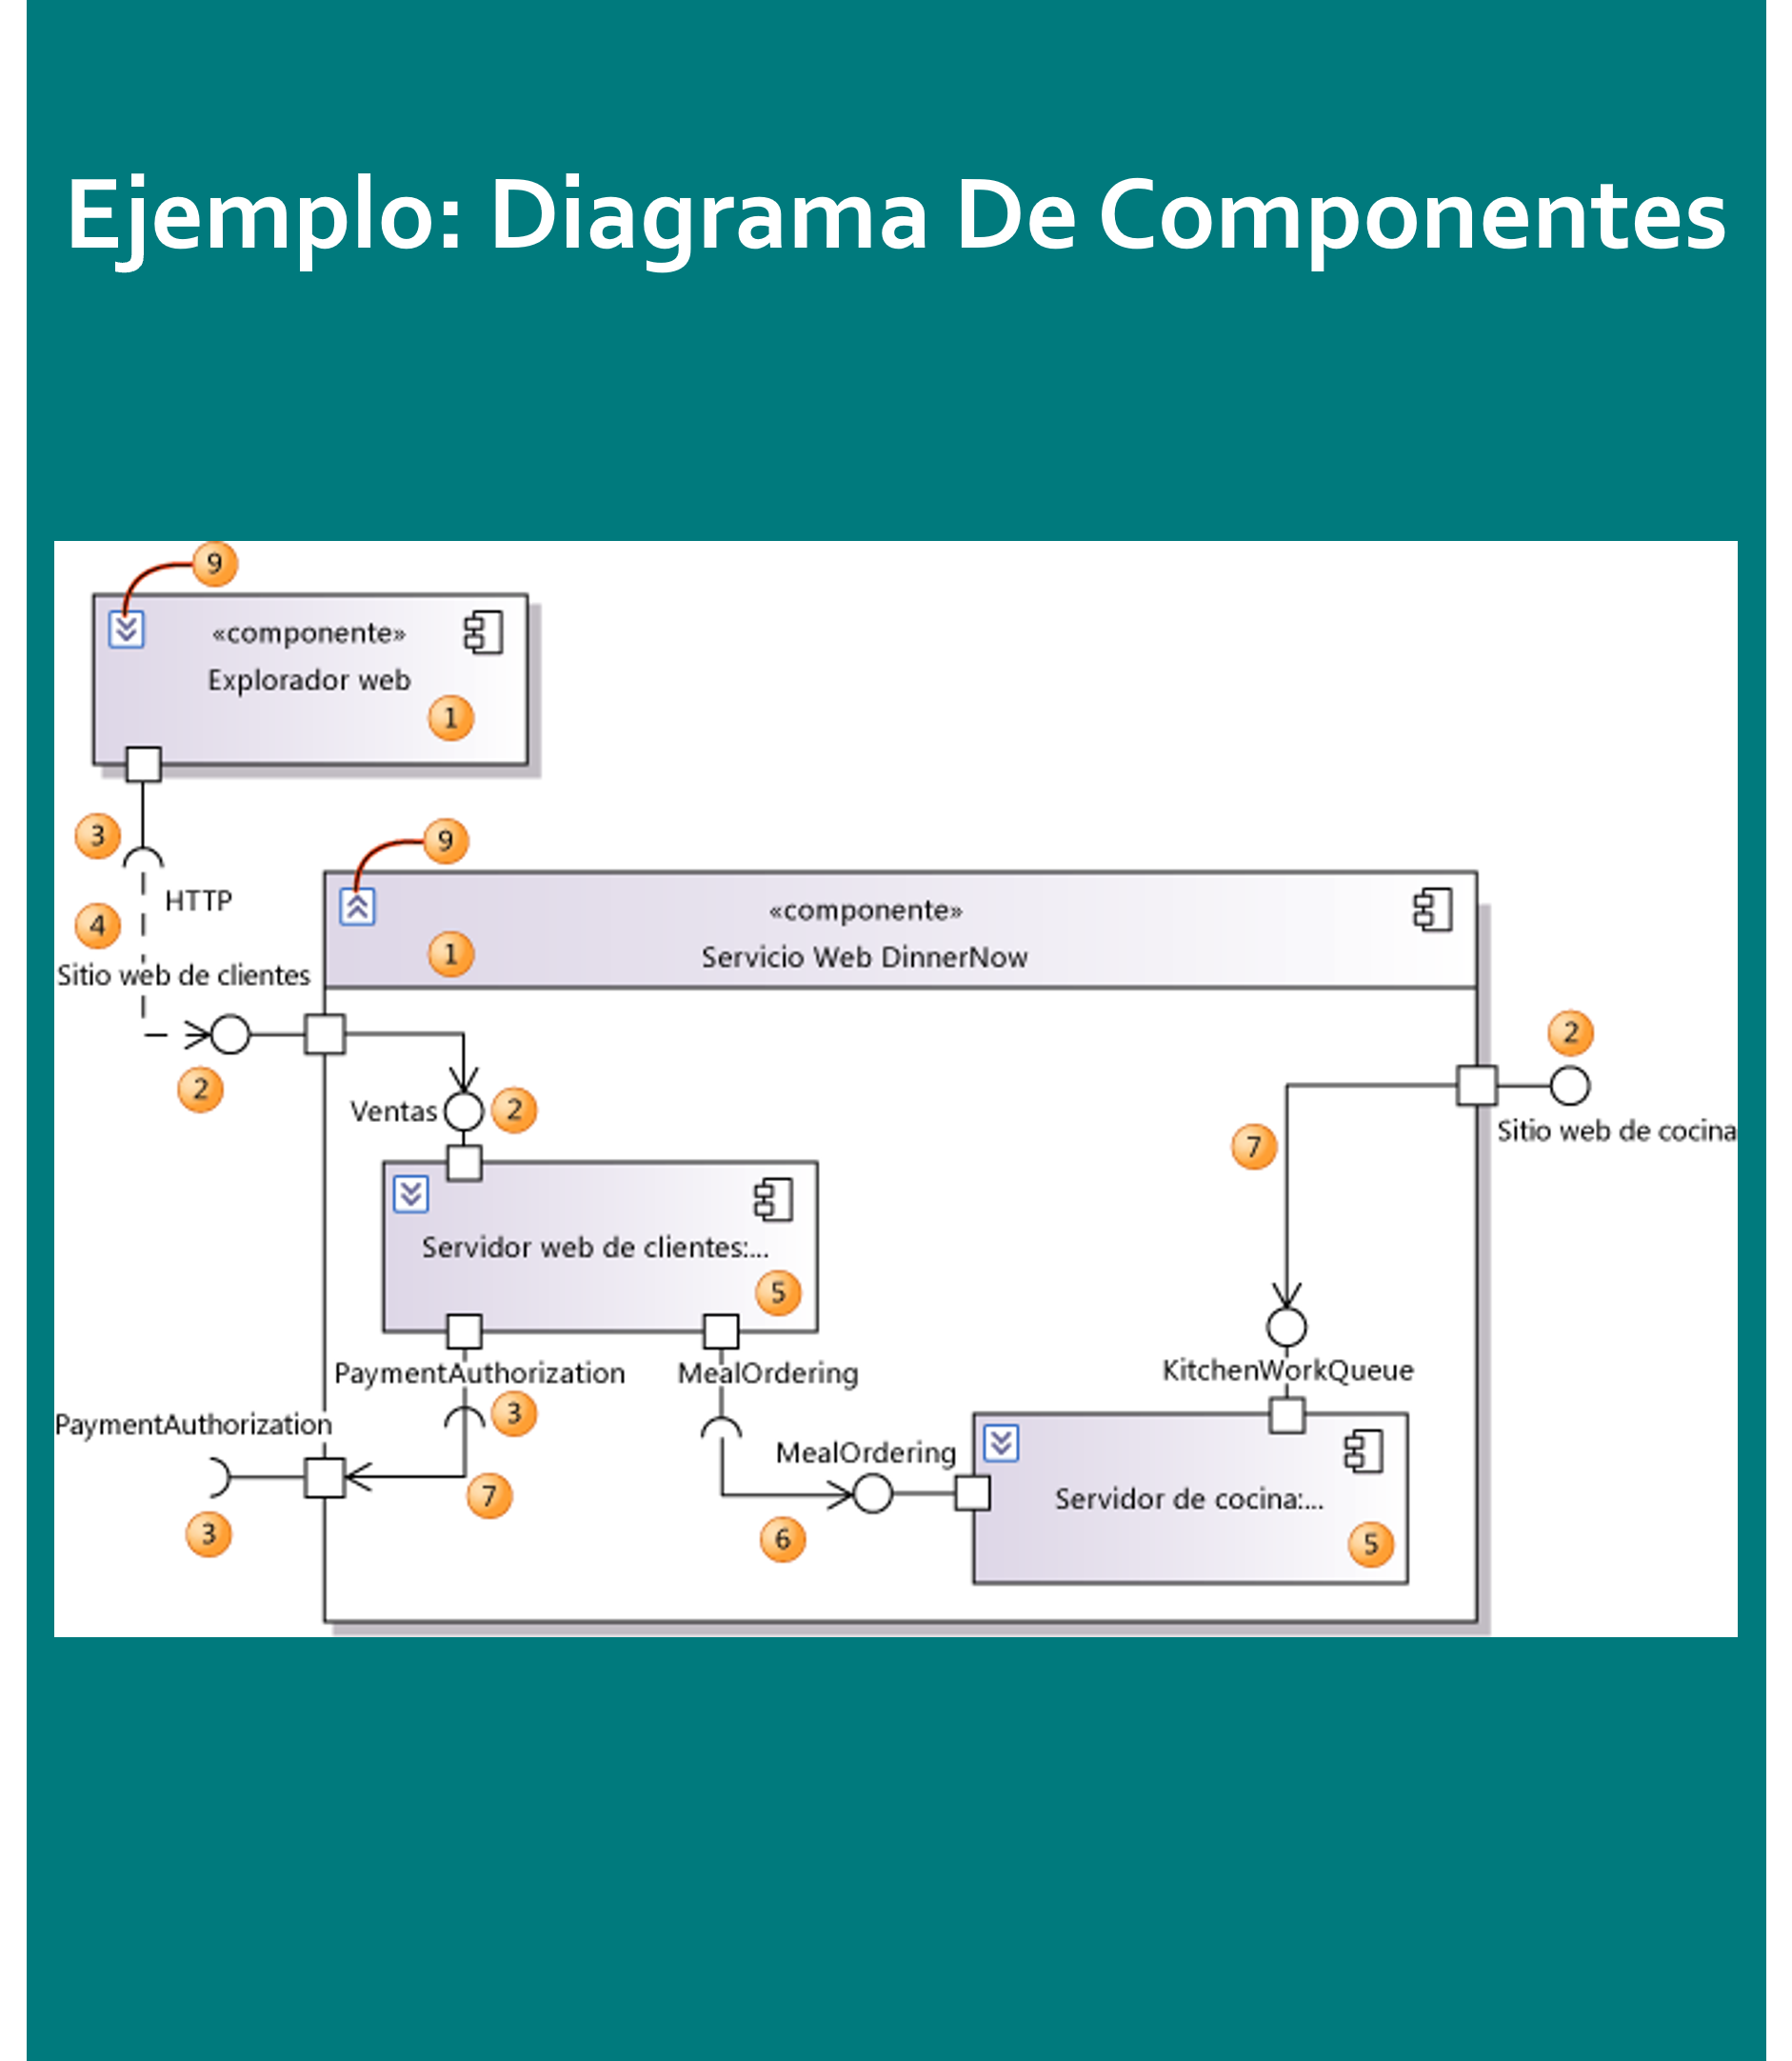 Ejemplo: Diagrama De Componentes
9
«componente»
Explorador web
1
3
HTTP
4
Sitio web de clientes
2
9
«componente»
1
Servicio Web DinnerNow
2
Sitio web de cocina
Ventas
2
7
Servidor web de clientes:...
5
PaymentAuthorization
MealOrdering
KitchenWorkQueue
3
PaymentAuthorization
MealOrdering
7
3
6
Servidor de cocina:...
5